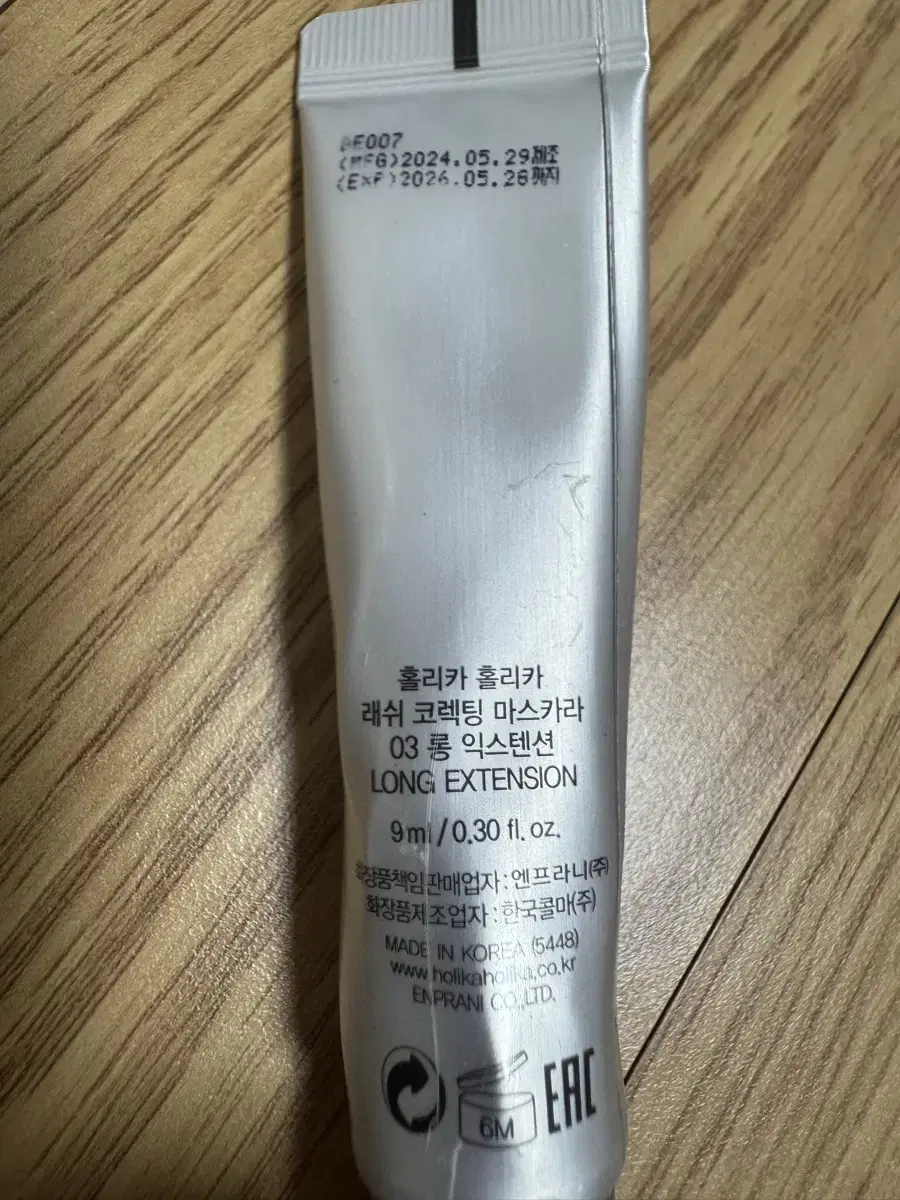 BE007
(MFG)2024.05.29제조
(EXP)2026.05.28까지
홀리카 홀리카
래쉬 코렉팅 마스카라
03 롱 익스텐션
LONG EXTENSION
9ml/0.30 fl. oz.
화장품책임판매업자:엔프라니(주)
화장품제조업자:한국콜마(주)
MADE IN KOREA (5448)
www.holikaholika.co.kr
ENPRANI CO.,LTD.
6M
EAC